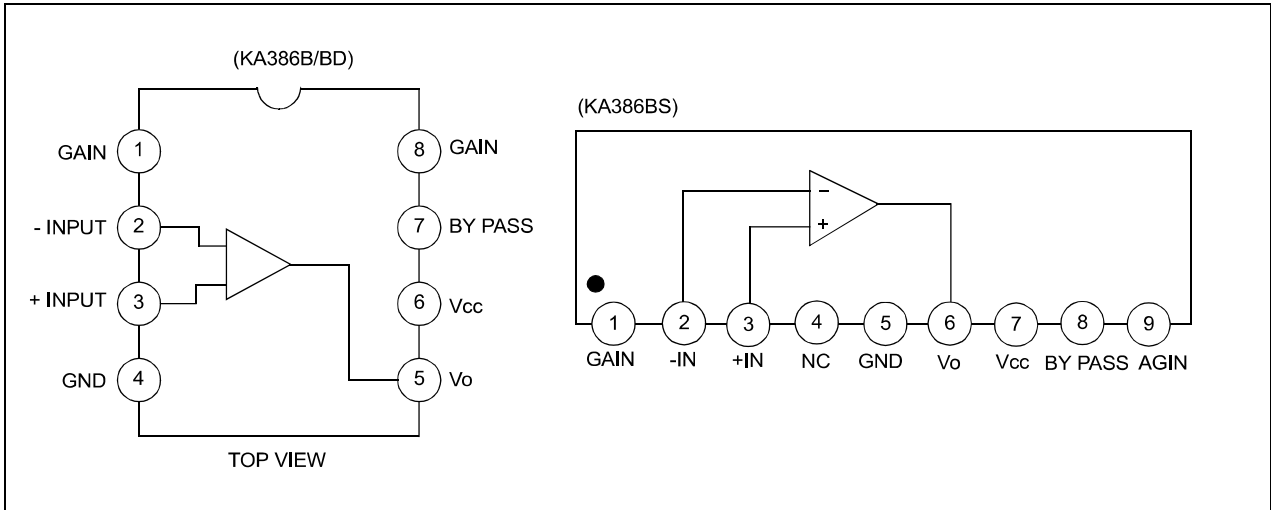 (KA386B/BD)
GAIN 1
8 GAIN
- INPUT 2
7 BY PASS
+ INPUT 3
6 Vcc
GND 4
5 Vo
TOP VIEW
(KA386BS)
−
+
1 2 3 4 5 6 7 8 9
GAIN -IN +IN NC GND Vo Vcc BY PASS AGIN